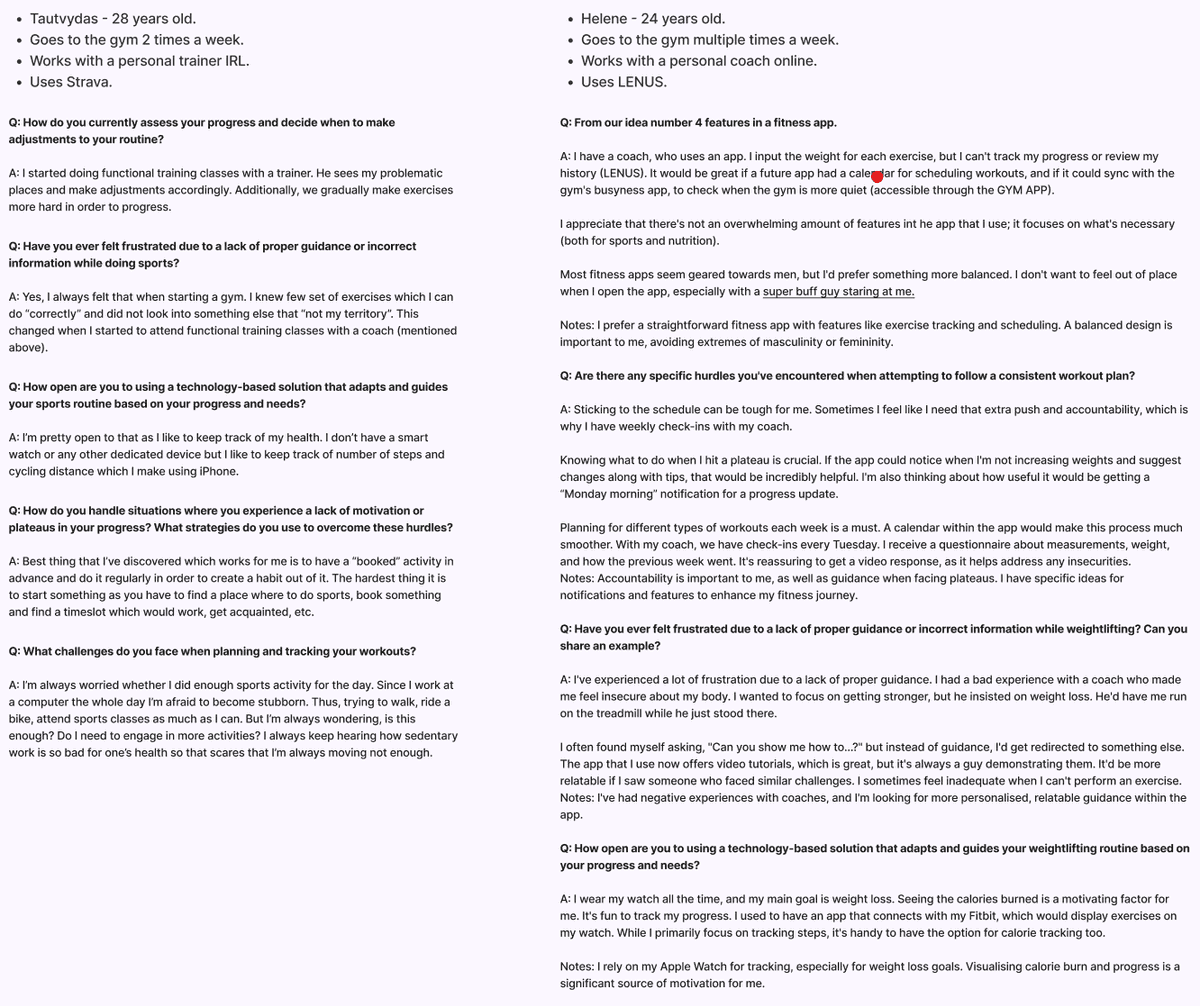 Tautvydas - 28 years old.
Goes to the gym 2 times a week.
Works with a personal trainer IRL.
Uses Strava.
Q: How do you currently assess your progress and decide when to make
adjustments to your routine?
A: I started doing functional training classes with a trainer. He sees my problematic
places and make adjustments accordingly. Additionally, we gradually make exercises
more hard in order to progress.
Q: Have you ever felt frustrated due to a lack of proper guidance or incorrect
information while doing sports?
A: Yes, I always felt that when starting a gym. I knew few set of exercises which I can
do “correctly” and did not look into something else that “not my territory”. This
changed when I started to attend functional training classes with a coach (mentioned
above).
Q: How open are you to using a technology-based solution that adapts and guides
your sports routine based on your progress and needs?
A: I’m pretty open to that as I like to keep track of my health. I don’t have a smart
watch or any other dedicated device but I like to keep track of number of steps and
cycling distance which I make using iPhone.
Q: How do you handle situations where you experience a lack of motivation or
plateaus in your progress? What strategies do you use to overcome these hurdles?
A: Best thing that I’ve discovered which works for me is to have a “booked” activity in
advance and do it regularly in order to create a habit out of it. The hardest thing it is
to start something as you have to find a place where to do sports, book something
and find a timeslot which would work, get acquainted, etc.
Q: What challenges do you face when planning and tracking your workouts?
A: I’m always worried whether I did enough sports activity for the day. Since I work at
a computer the whole day I’m afraid to become stubborn. Thus, trying to walk, ride a
bike, attend sports classes as much as I can. But I’m always wondering, is this
enough? Do I need to engage in more activities? I always keep hearing how sedentary
work is so bad for one’s health so that scares that I’m always moving not enough.
Helene - 24 years old.
Goes to the gym multiple times a week.
Works with a personal coach online.
Uses LENUS.
Q: From our idea number 4 features in a fitness app.
A: I have a coach, who uses an app. I input the weight for each exercise, but I can't track my progress or review my
history (LENUS). It would be great if a future app had a calendar for scheduling workouts, and if it could sync with the
gym's busyness app, to check when the gym is more quiet (accessible through the GYM APP).
I appreciate that there's not an overwhelming amount of features int he app that I use; it focuses on what's necessary
(both for sports and nutrition).
Most fitness apps seem geared towards men, but I'd prefer something more balanced. I don't want to feel out of place
when I open the app, especially with a super buff guy staring at me.
Notes: I prefer a straightforward fitness app with features like exercise tracking and scheduling. A balanced design is
important to me, avoiding extremes of masculinity or femininity.
Q: Are there any specific hurdles you've encountered when attempting to follow a consistent workout plan?
A: Sticking to the schedule can be tough for me. Sometimes I feel like I need that extra push and accountability, which is
why I have weekly check-ins with my coach.
Knowing what to do when I hit a plateau is crucial. If the app could notice when I'm not increasing weights and suggest
changes along with tips, that would be incredibly helpful. I'm also thinking about how useful it would be getting a
“Monday morning” notification for a progress update.
Planning for different types of workouts each week is a must. A calendar within the app would make this process much
smoother. With my coach, we have check-ins every Tuesday. I receive a questionnaire about measurements, weight,
and how the previous week went. It's reassuring to get a video response, as it helps address any insecurities.
Notes: Accountability is important to me, as well as guidance when facing plateaus. I have specific ideas for
notifications and features to enhance my fitness journey.
Q: Have you ever felt frustrated due to a lack of proper guidance or incorrect information while weightlifting? Can you
share an example?
A: I've experienced a lot of frustration due to a lack of proper guidance. I had a bad experience with a coach who made
me feel insecure about my body. I wanted to focus on getting stronger, but he insisted on weight loss. He'd have me run
on the treadmill while he just stood there.
I often found myself asking, "Can you show me how to...?" but instead of guidance, I'd get redirected to something else.
The app that I use now offers video tutorials, which is great, but it's always a guy demonstrating them. It'd be more
relatable if I saw someone who faced similar challenges. I sometimes feel inadequate when I can't perform an exercise.
Notes: I've had negative experiences with coaches, and I'm looking for more personalised, relatable guidance within the
app.
Q: How open are you to using a technology-based solution that adapts and guides your weightlifting routine based on
your progress and needs?
A: I wear my watch all the time, and my main goal is weight loss. Seeing the calories burned is a motivating factor for
me. It's fun to track my progress. I used to have an app that connects with my Fitbit, which would display exercises on
my watch. While I primarily focus on tracking steps, it's handy to have the option for calorie tracking too.
Notes: I rely on my Apple Watch for tracking, especially for weight loss goals. Visualising calorie burn and progress is a
significant source of motivation for me.